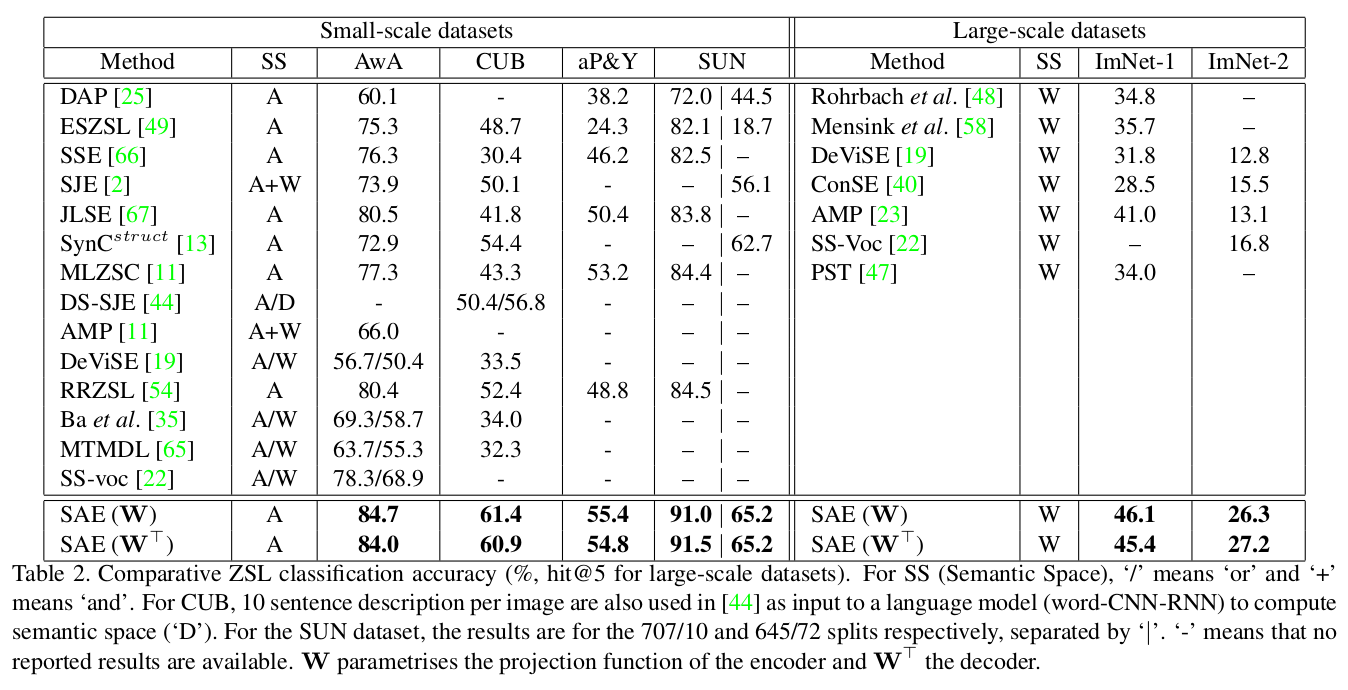 Small-scale datasets Large-scale datasets
Method SS AwA CUB aP&Y SUN Method SS ImNet-1 ImNet-2
DAP [25] A 60.1 - 38.2 72.0 | 44.5 Rohrbach et al. [48] W 34.8 –
ESZSL [49] A 75.3 48.7 24.3 82.1 | 18.7 Mensink et al. [58] W 35.7 –
SSE [66] A 76.3 30.4 46.2 82.5 | – DeViSE [19] W 31.8 12.8
SJE [2] A+W 73.9 50.1 - – | 56.1 ConSE [40] W 28.5 15.5
JLSE [67] A 80.5 41.8 50.4 83.8 | – AMP [23] W 41.0 13.1
SynC^struct [13] A 72.9 54.4 - – | 62.7 SS-Voc [22] W – 16.8
MLZSC [11] A 77.3 43.3 53.2 84.4 | – PST [47] W 34.0 –
DS-SJE [44] A/D - 50.4/56.8 - – | –
AMP [11] A+W 66.0 - - – | –
DeViSE [19] A/W 56.7/50.4 33.5 - – | –
RRZSL [54] A 80.4 52.4 48.8 84.5 | –
Ba et al. [35] A/W 69.3/58.7 34.0 - – | –
MTMDL [65] A/W 63.7/55.3 32.3 - – | –
SS-voc [22] A/W 78.3/68.9 - - – | –
SAE (W) A 84.7 61.4 55.4 91.0 | 65.2 SAE (W) W 46.1 26.3
SAE (W⊤) A 84.0 60.9 54.8 91.5 | 65.2 SAE (W⊤) W 45.4 27.2
Table 2. Comparative ZSL classification accuracy (%, hit@5 for large-scale datasets). For SS (Semantic Space), ‘/’ means ‘or’ and ‘+’
means ‘and’. For CUB, 10 sentence description per image are also used in [44] as input to a language model (word-CNN-RNN) to compute
semantic space (‘D’). For the SUN dataset, the results are for the 707/10 and 645/72 splits respectively, separated by ‘|’. ‘-’ means that no
reported results are available. W parametrises the projection function of the encoder and W⊤ the decoder.